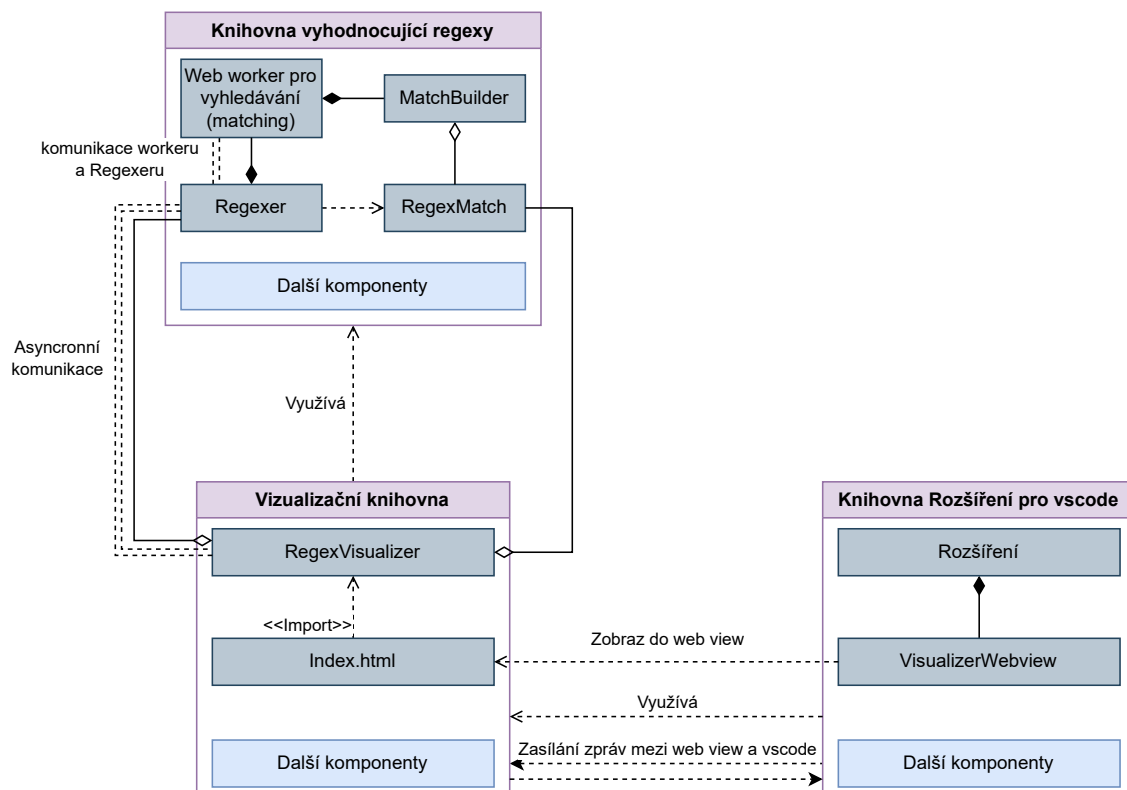 Knihovna vyhodnocující regexy
Web worker pro
vyhledávání
(matching)
MatchBuilder
komunikace workeru
a Regexeru
Regexer
RegexMatch
Další komponenty
Asyncronní
komunikace
Využívá
Vizualizační knihovna
Knihovna Rozšíření pro vscode
RegexVisualizer
Rozšíření
<<Import>>
Zobraz do web view
Index.html
VisualizerWebview
Využívá
Zasílání zpráv mezi web view a vscode
Další komponenty
Další komponenty